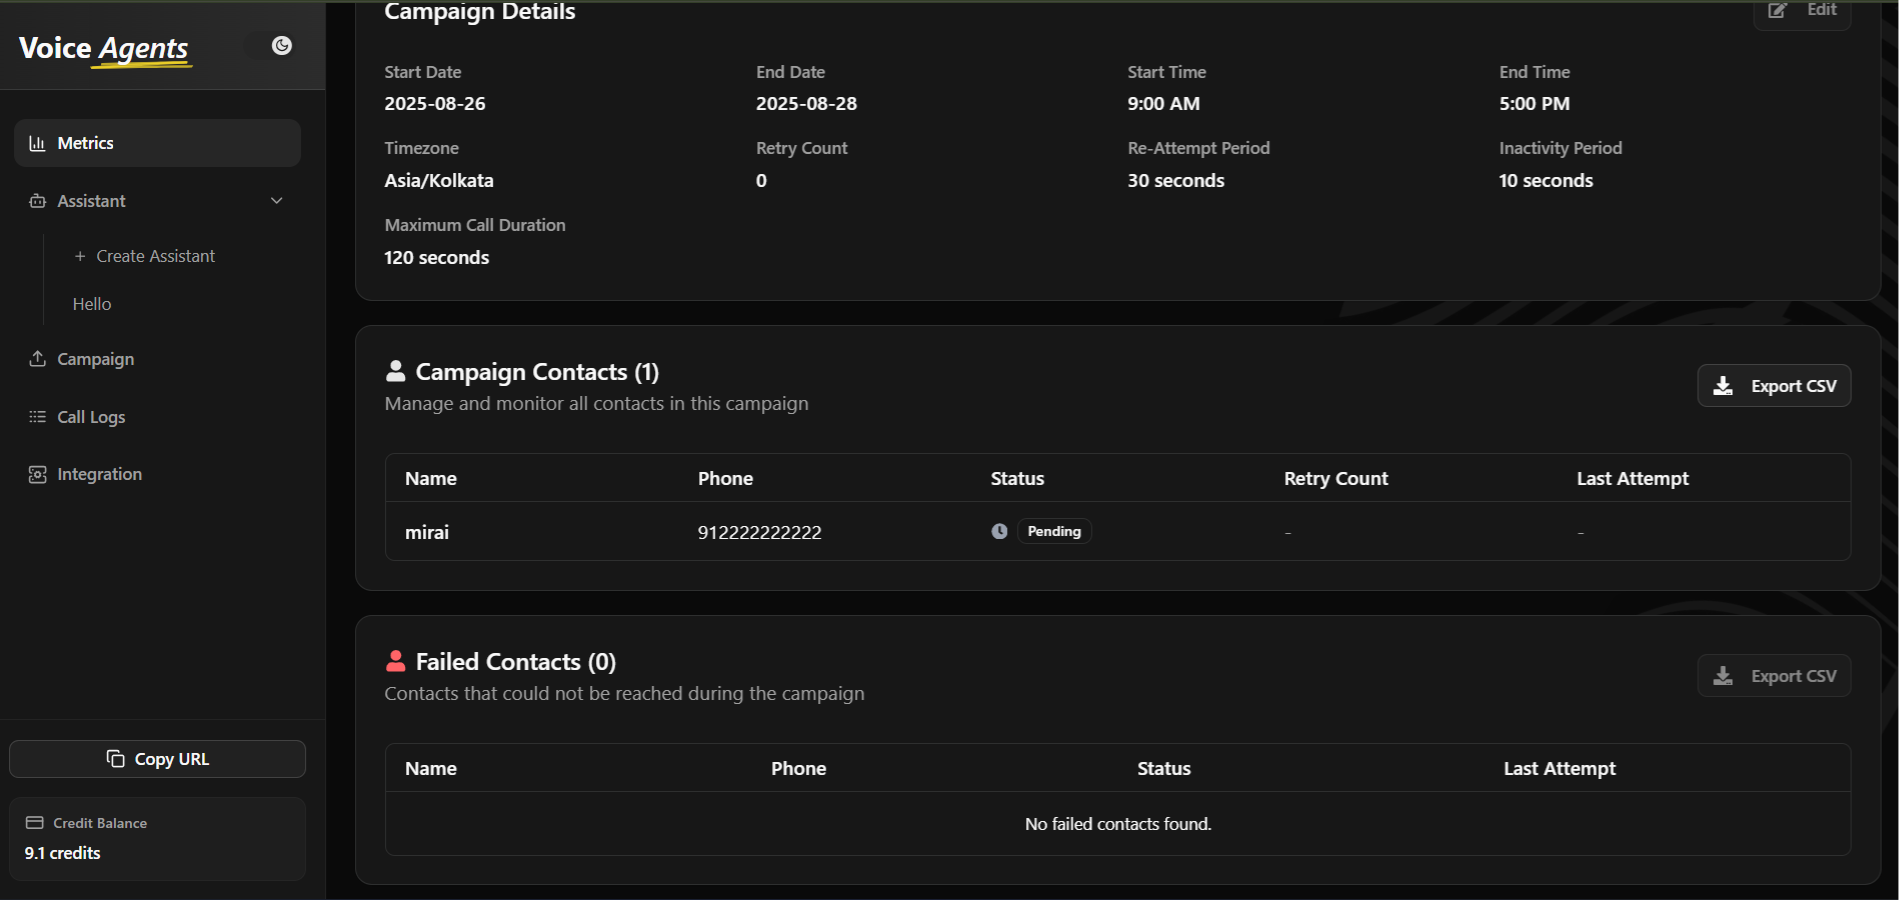 Voice Agents
Metrics
Assistant
+ Create Assistant
Hello
Campaign
Call Logs
Integration
Copy URL
Credit Balance
9.1 credits
Campaign Details
Edit
Start Date End Date Start Time End Time
2025-08-26 2025-08-28 9:00 AM 5:00 PM
Timezone Retry Count Re-Attempt Period Inactivity Period
Asia/Kolkata 0 30 seconds 10 seconds
Maximum Call Duration
120 seconds
Campaign Contacts (1)
Manage and monitor all contacts in this campaign
Export CSV
Name Phone Status Retry Count Last Attempt
mirai 912222222222 Pending - -
Failed Contacts (0)
Contacts that could not be reached during the campaign
Export CSV
Name Phone Status Last Attempt
No failed contacts found.